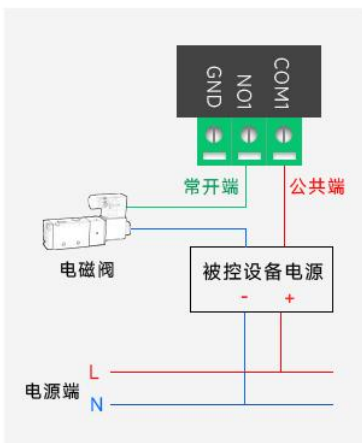 GND NO1 COM1
常开端 公共端
电磁阀
被控设备电源
- +
L
电源端
N